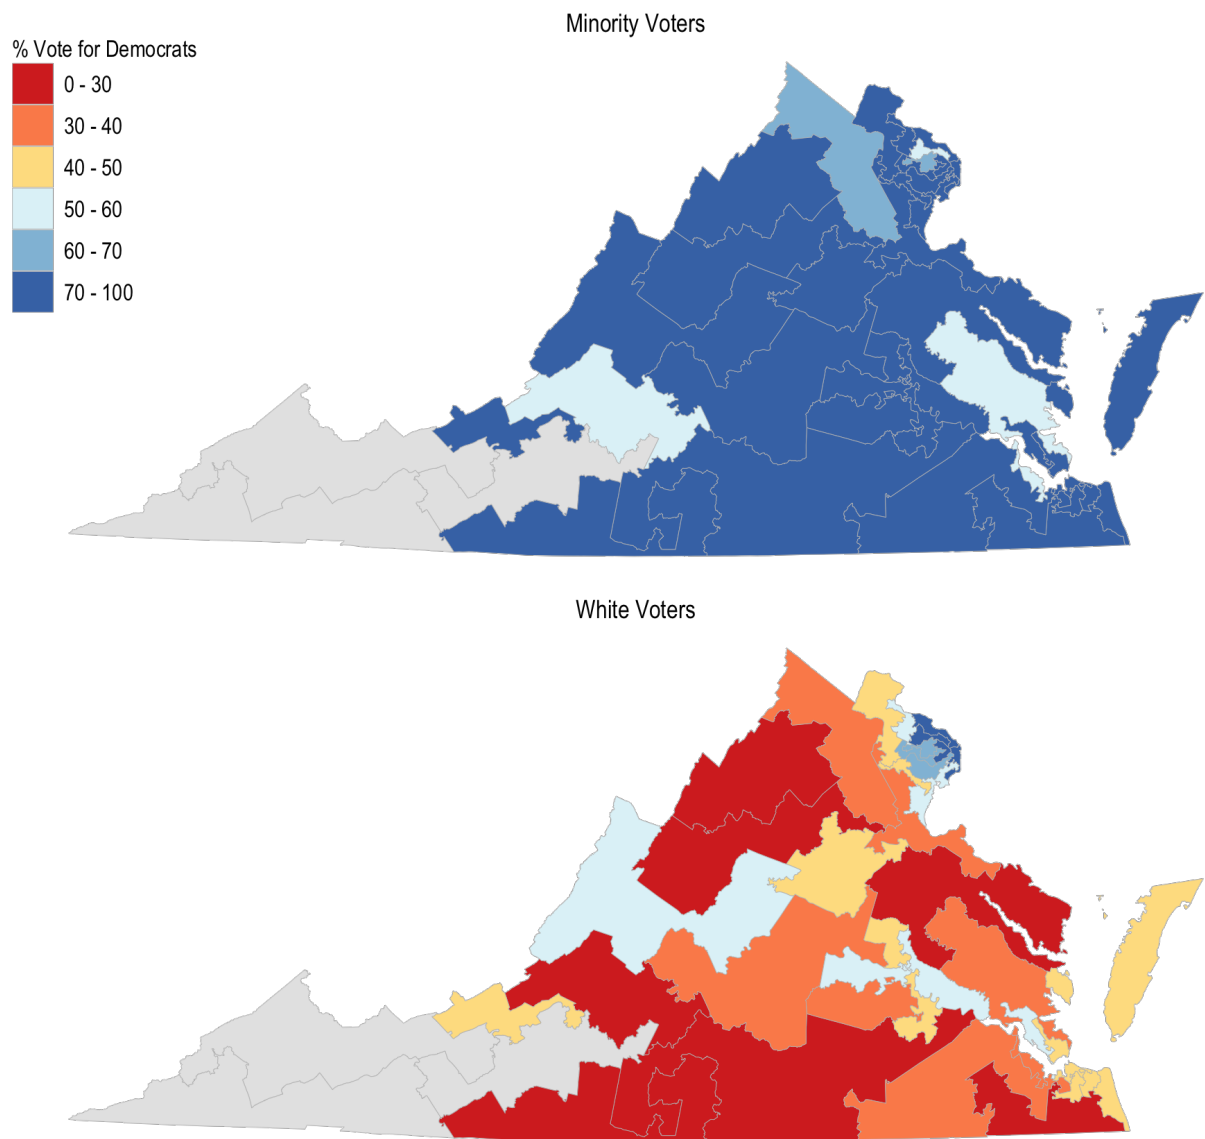 Minority Voters
% Vote for Democrats
0 - 30
30 - 40
40 - 50
50 - 60
60 - 70
70 - 100
White Voters